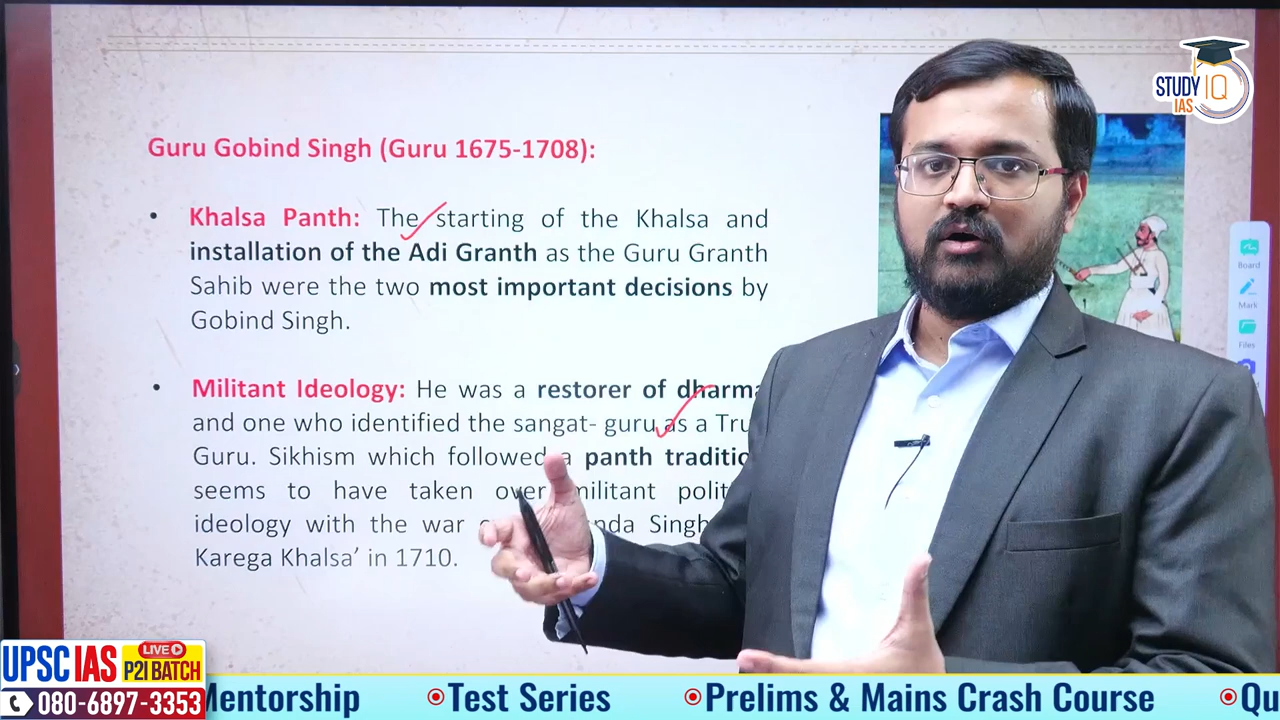 STUDY IQ
IAS
Guru Gobind Singh (Guru 1675-1708):
• Khalsa Panth: The starting of the Khalsa and
installation of the Adi Granth as the Guru Granth
Sahib were the two most important decisions by
Gobind Singh.
• Militant Ideology: He was a restorer of dharma
and one who identified the sangat- guru as a
Guru. Sikhism which followed a panth
seems to have taken over militant
ideology with the war Singh
Karega Khalsa’ in 1710.
Board
Mark
Files
UPSC IAS LIVE
P2I BATCH
080-6897-3353
Mentorship Test Series Prelims & Mains Crash Course